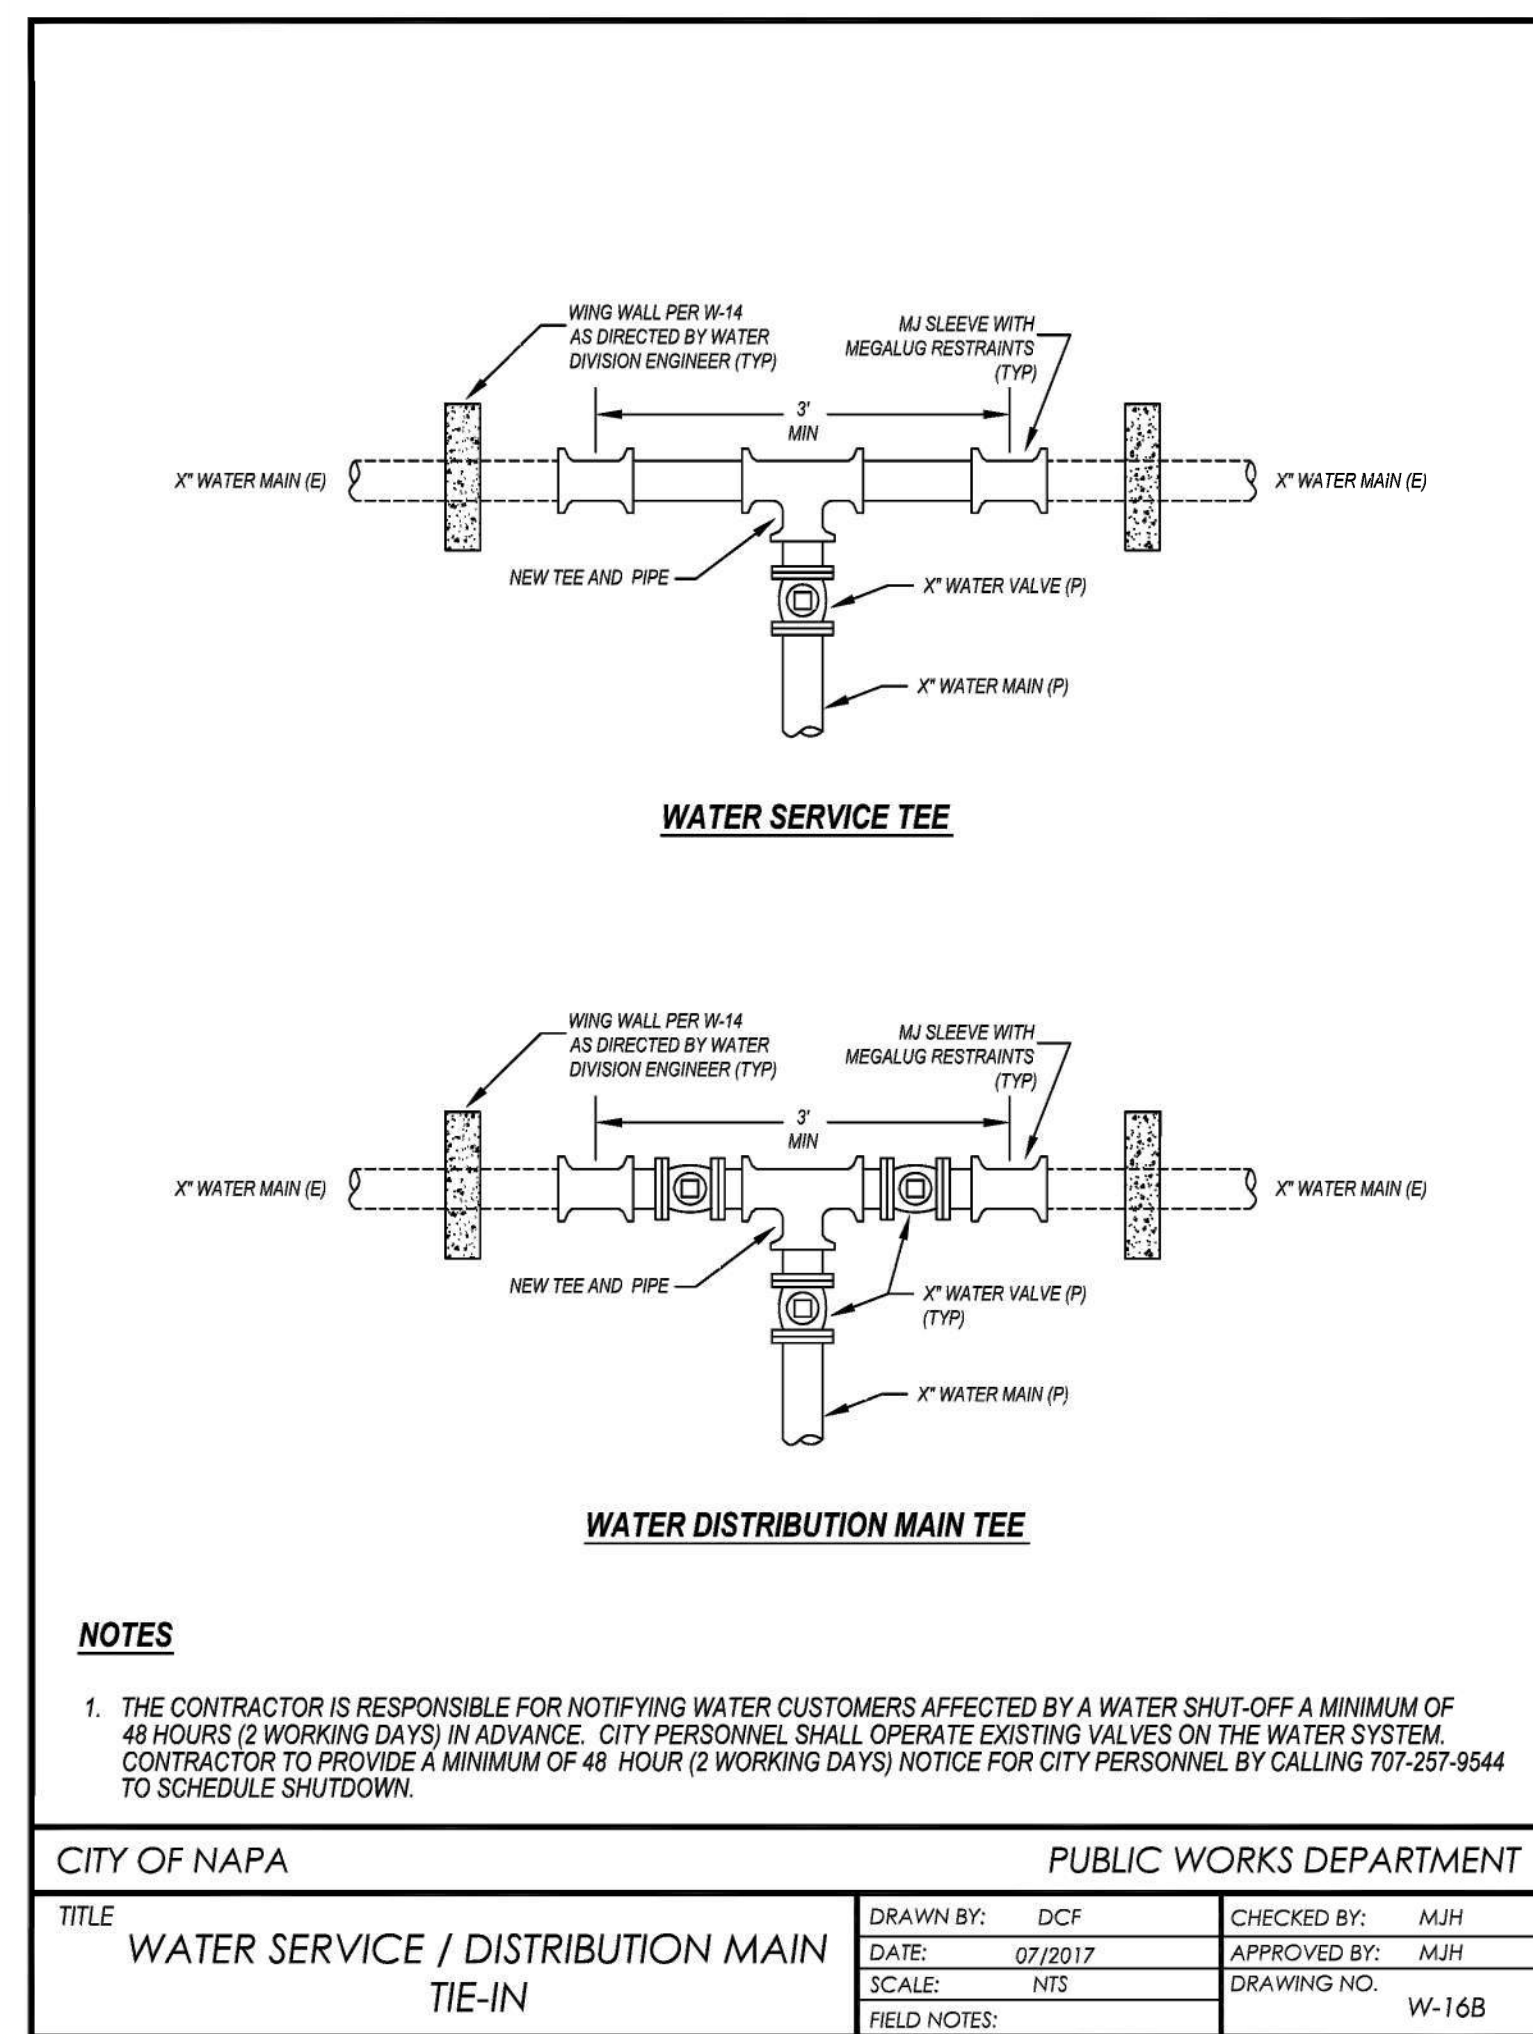 WING WALL PER W-14
AS DIRECTED BY WATER
DIVISION ENGINEER (TYP)
MJ SLEEVE WITH
MEGALUG RESTRAINTS
(TYP)
3'
MIN
X" WATER MAIN (E)
X" WATER MAIN (E)
NEW TEE AND PIPE
X" WATER VALVE (P)
X" WATER MAIN (P)
WATER SERVICE TEE
WING WALL PER W-14
AS DIRECTED BY WATER
DIVISION ENGINEER (TYP)
MJ SLEEVE WITH
MEGALUG RESTRAINTS
(TYP)
3'
MIN
X" WATER MAIN (E)
X" WATER MAIN (E)
NEW TEE AND PIPE
X" WATER VALVE (P)
(TYP)
X" WATER MAIN (P)
WATER DISTRIBUTION MAIN TEE
NOTES
1. THE CONTRACTOR IS RESPONSIBLE FOR NOTIFYING WATER CUSTOMERS AFFECTED BY A WATER SHUT-OFF A MINIMUM OF
48 HOURS (2 WORKING DAYS) IN ADVANCE. CITY PERSONNEL SHALL OPERATE EXISTING VALVES ON THE WATER SYSTEM.
CONTRACTOR TO PROVIDE A MINIMUM OF 48 HOUR (2 WORKING DAYS) NOTICE FOR CITY PERSONNEL BY CALLING 707-257-9544
TO SCHEDULE SHUTDOWN.
CITY OF NAPA
PUBLIC WORKS DEPARTMENT
TITLE
WATER SERVICE / DISTRIBUTION MAIN
TIE-IN
DRAWN BY: DCF
DATE: 07/2017
SCALE: NTS
FIELD NOTES:
CHECKED BY: MJH
APPROVED BY: MJH
DRAWING NO.
W-16B